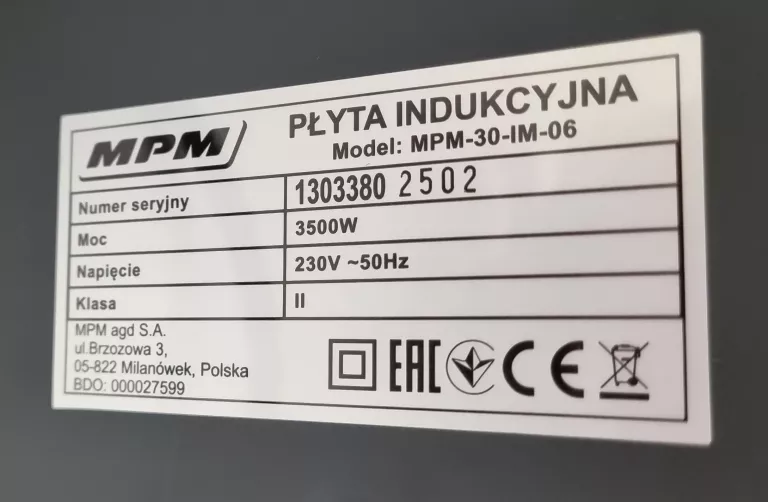 MPM
PŁYTA INDUKCYJNA
Model: MPM-30-IM-06
Numer seryjny 1303380 2502
Moc 3500W
Napięcie 230V ~50Hz
Klasa II
MPM agd S.A.
ul.Brzozowa 3,
05-822 Milanówek, Polska
BDO: 000027599
EAC CE